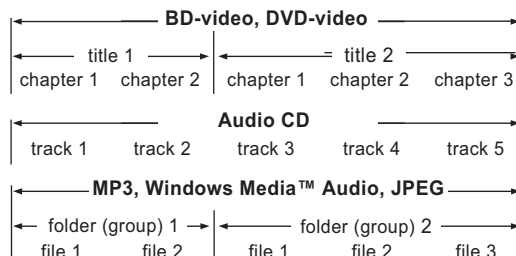 BD-video, DVD-video
title 1 title 2
chapter 1 chapter 2 chapter 1 chapter 2 chapter 3
Audio CD
track 1 track 2 track 3 track 4 track 5
MP3, Windows Media™ Audio, JPEG
folder (group) 1 folder (group) 2
file 1 file 2 file 1 file 2 file 3